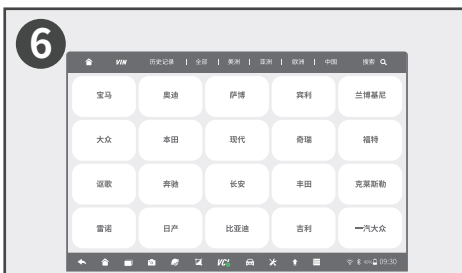 6
VIN 历史记录 | 全部 | 美洲 | 亚洲 | 欧洲 | 中国 搜索
宝马 奥迪 萨博 宾利 兰博基尼
大众 本田 现代 奇瑞 福特
讴歌 奔驰 长安 丰田 克莱斯勒
雷诺 日产 比亚迪 吉利 一汽大众
VCI 09:30